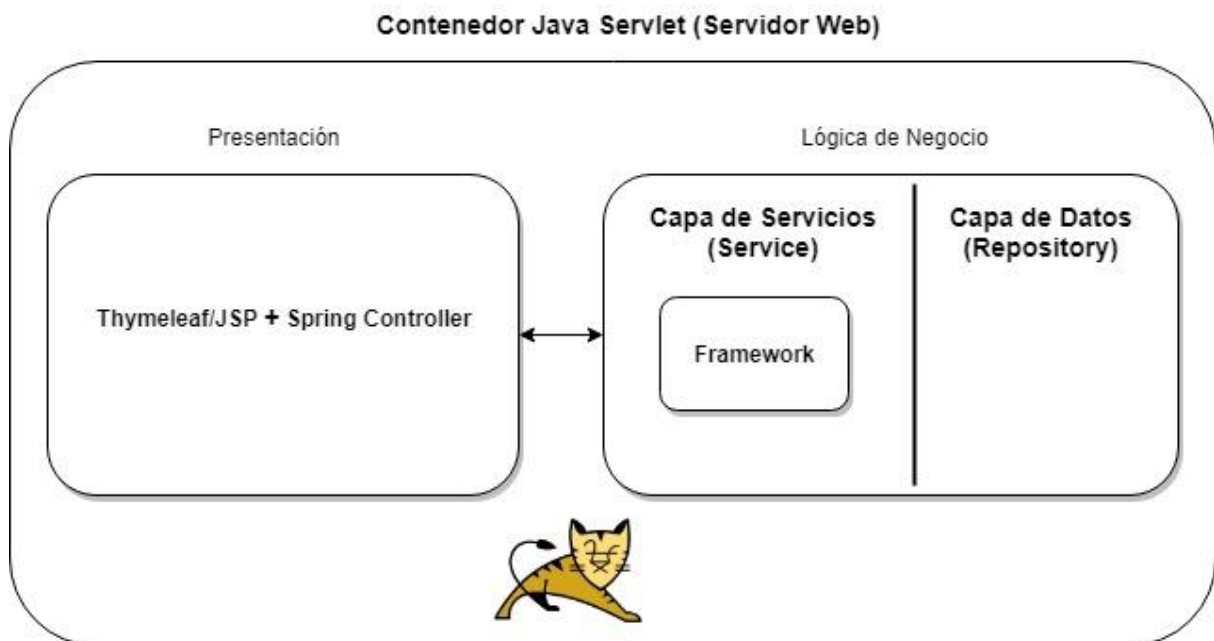 Contenedor Java Servlet (Servidor Web)
Presentación
Lógica de Negocio
Thymeleaf/JSP + Spring Controller
Capa de Servicios
(Service)
Framework
Capa de Datos
(Repository)